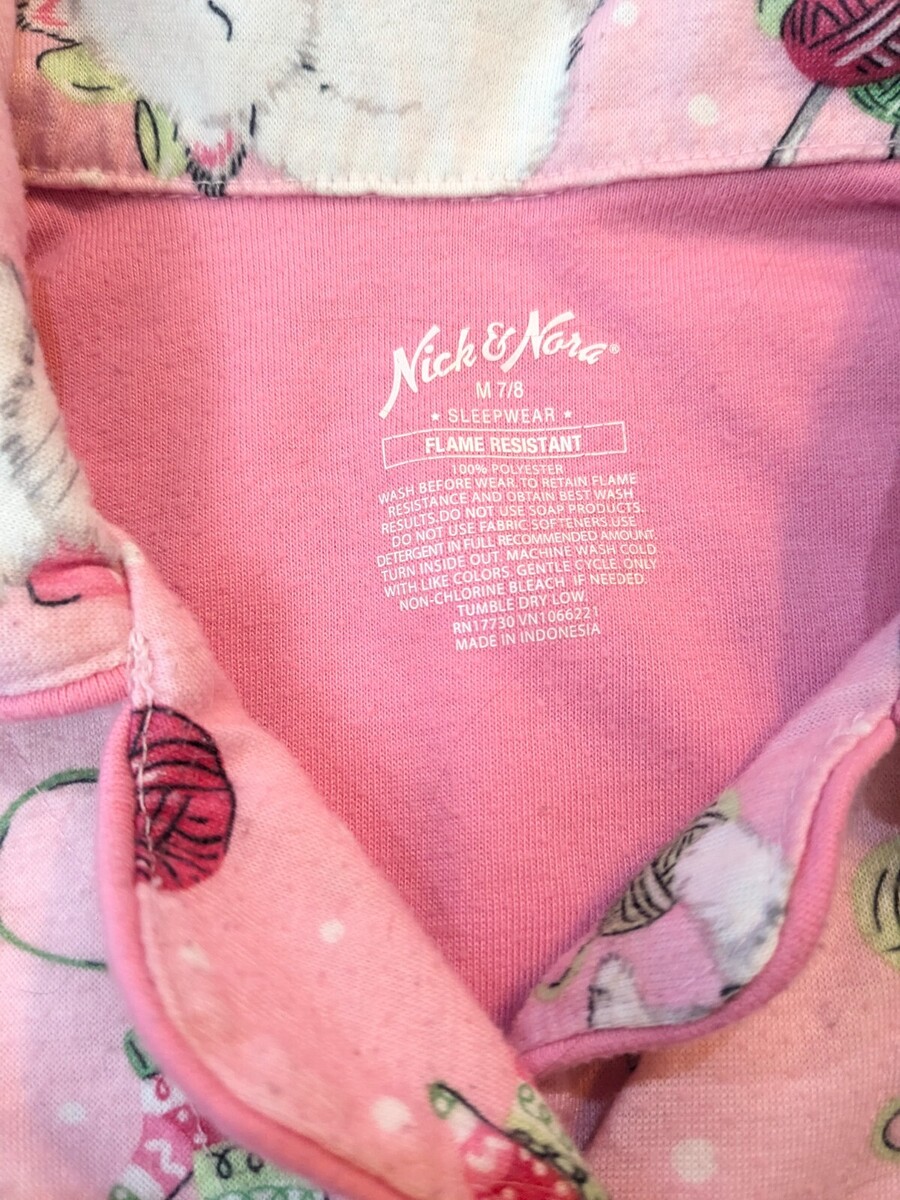 Nick & Nora®
M 7/8
★ SLEEPWEAR ★
FLAME RESISTANT
100% POLYESTER
WASH BEFORE WEAR. TO RETAIN FLAME
RESISTANCE AND OBTAIN BEST WASH
RESULTS.DO NOT USE SOAP PRODUCTS.
DO NOT USE FABRIC SOFTENERS.USE
DETERGENT IN FULL RECOMMENDED AMOUNT.
TURN INSIDE OUT. MACHINE WASH COLD
WITH LIKE COLORS. GENTLE CYCLE. ONLY
NON-CHLORINE BLEACH IF NEEDED.
TUMBLE DRY LOW.
RN17730 VN1066221
MADE IN INDONESIA